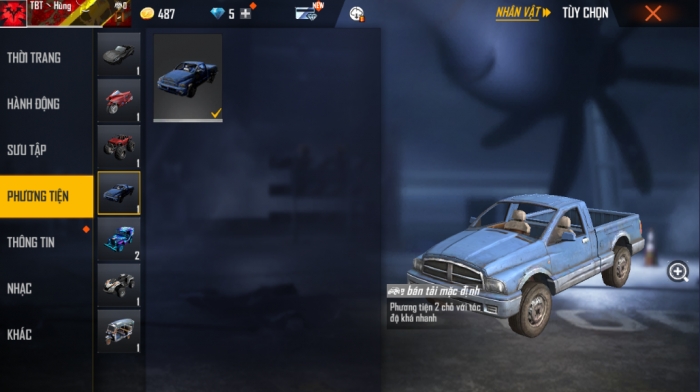 TBT - Hùng
487
5
NEW
NHÂN VẬT
TÙY CHỌN
THỜI TRANG
HÀNH ĐỘNG
SƯU TẬP
PHƯƠNG TIỆN
THÔNG TIN
NHẠC
KHÁC
1
1
1
1
2
1
1
bán tải mặc định
Phương tiện 2 chỗ với tốc
độ khá nhanh